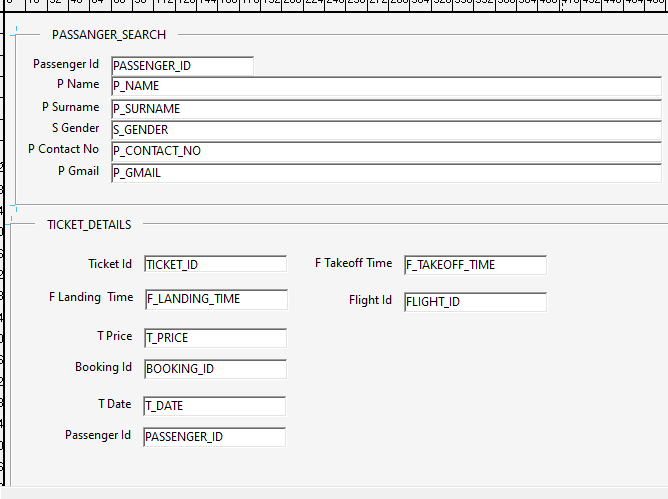 PASSANGER_SEARCH
Passenger Id PASSENGER_ID
P Name P_NAME
P Surname P_SURNAME
S Gender S_GENDER
P Contact No P_CONTACT_NO
P Gmail P_GMAIL
TICKET_DETAILS
Ticket Id TICKET_ID F Takeoff Time F_TAKEOFF_TIME
F Landing Time F_LANDING_TIME Flight Id FLIGHT_ID
T Price T_PRICE
Booking Id BOOKING_ID
T Date T_DATE
Passenger Id PASSENGER_ID